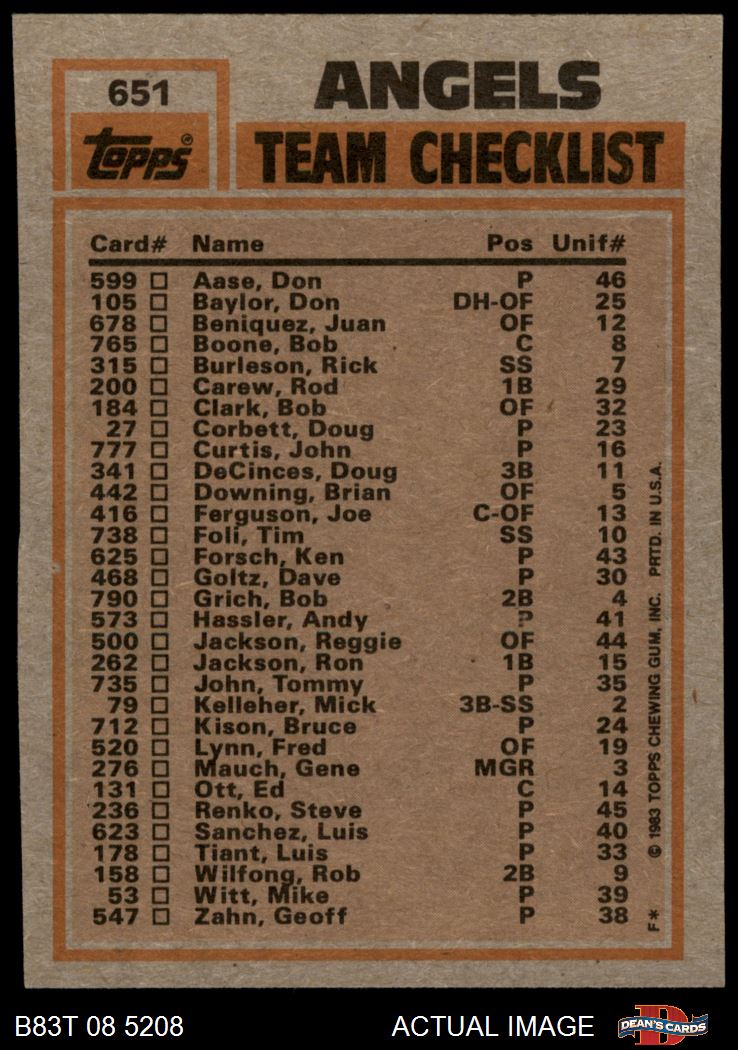 651
ANGELS
topps®
TEAM CHECKLIST
Card# Name Pos Unif#
599 Aase, Don P 46
105 Baylor, Don DH-OF 25
678 Beniquez, Juan OF 12
765 Boone, Bob C 8
315 Burleson, Rick SS 7
200 Carew, Rod 1B 29
184 Clark, Bob OF 32
27 Corbett, Doug P 23
777 Curtis, John P 16
341 DeCinces, Doug 3B 11
442 Downing, Brian OF 5
416 Ferguson, Joe C-OF 13
738 Foli, Tim SS 10
625 Forsch, Ken P 43
468 Goltz, Dave P 30
790 Grich, Bob 2B 4
573 Hassler, Andy P 41
500 Jackson, Reggie OF 44
262 Jackson, Ron 1B 15
735 John, Tommy P 35
79 Kelleher, Mick 3B-SS 2
712 Kison, Bruce P 24
520 Lynn, Fred OF 19
276 Mauch, Gene MGR 3
131 Ott, Ed C 14
236 Renko, Steve P 45
623 Sanchez, Luis P 40
178 Tiant, Luis P 33
158 Wilfong, Rob 2B 9
53 Witt, Mike P 39
547 Zahn, Geoff P 38
F* © 1983 TOPPS CHEWING GUM, INC. PRTD. IN U.S.A.
B83T 08 5208
ACTUAL IMAGE
D
DEAN'S CARDS